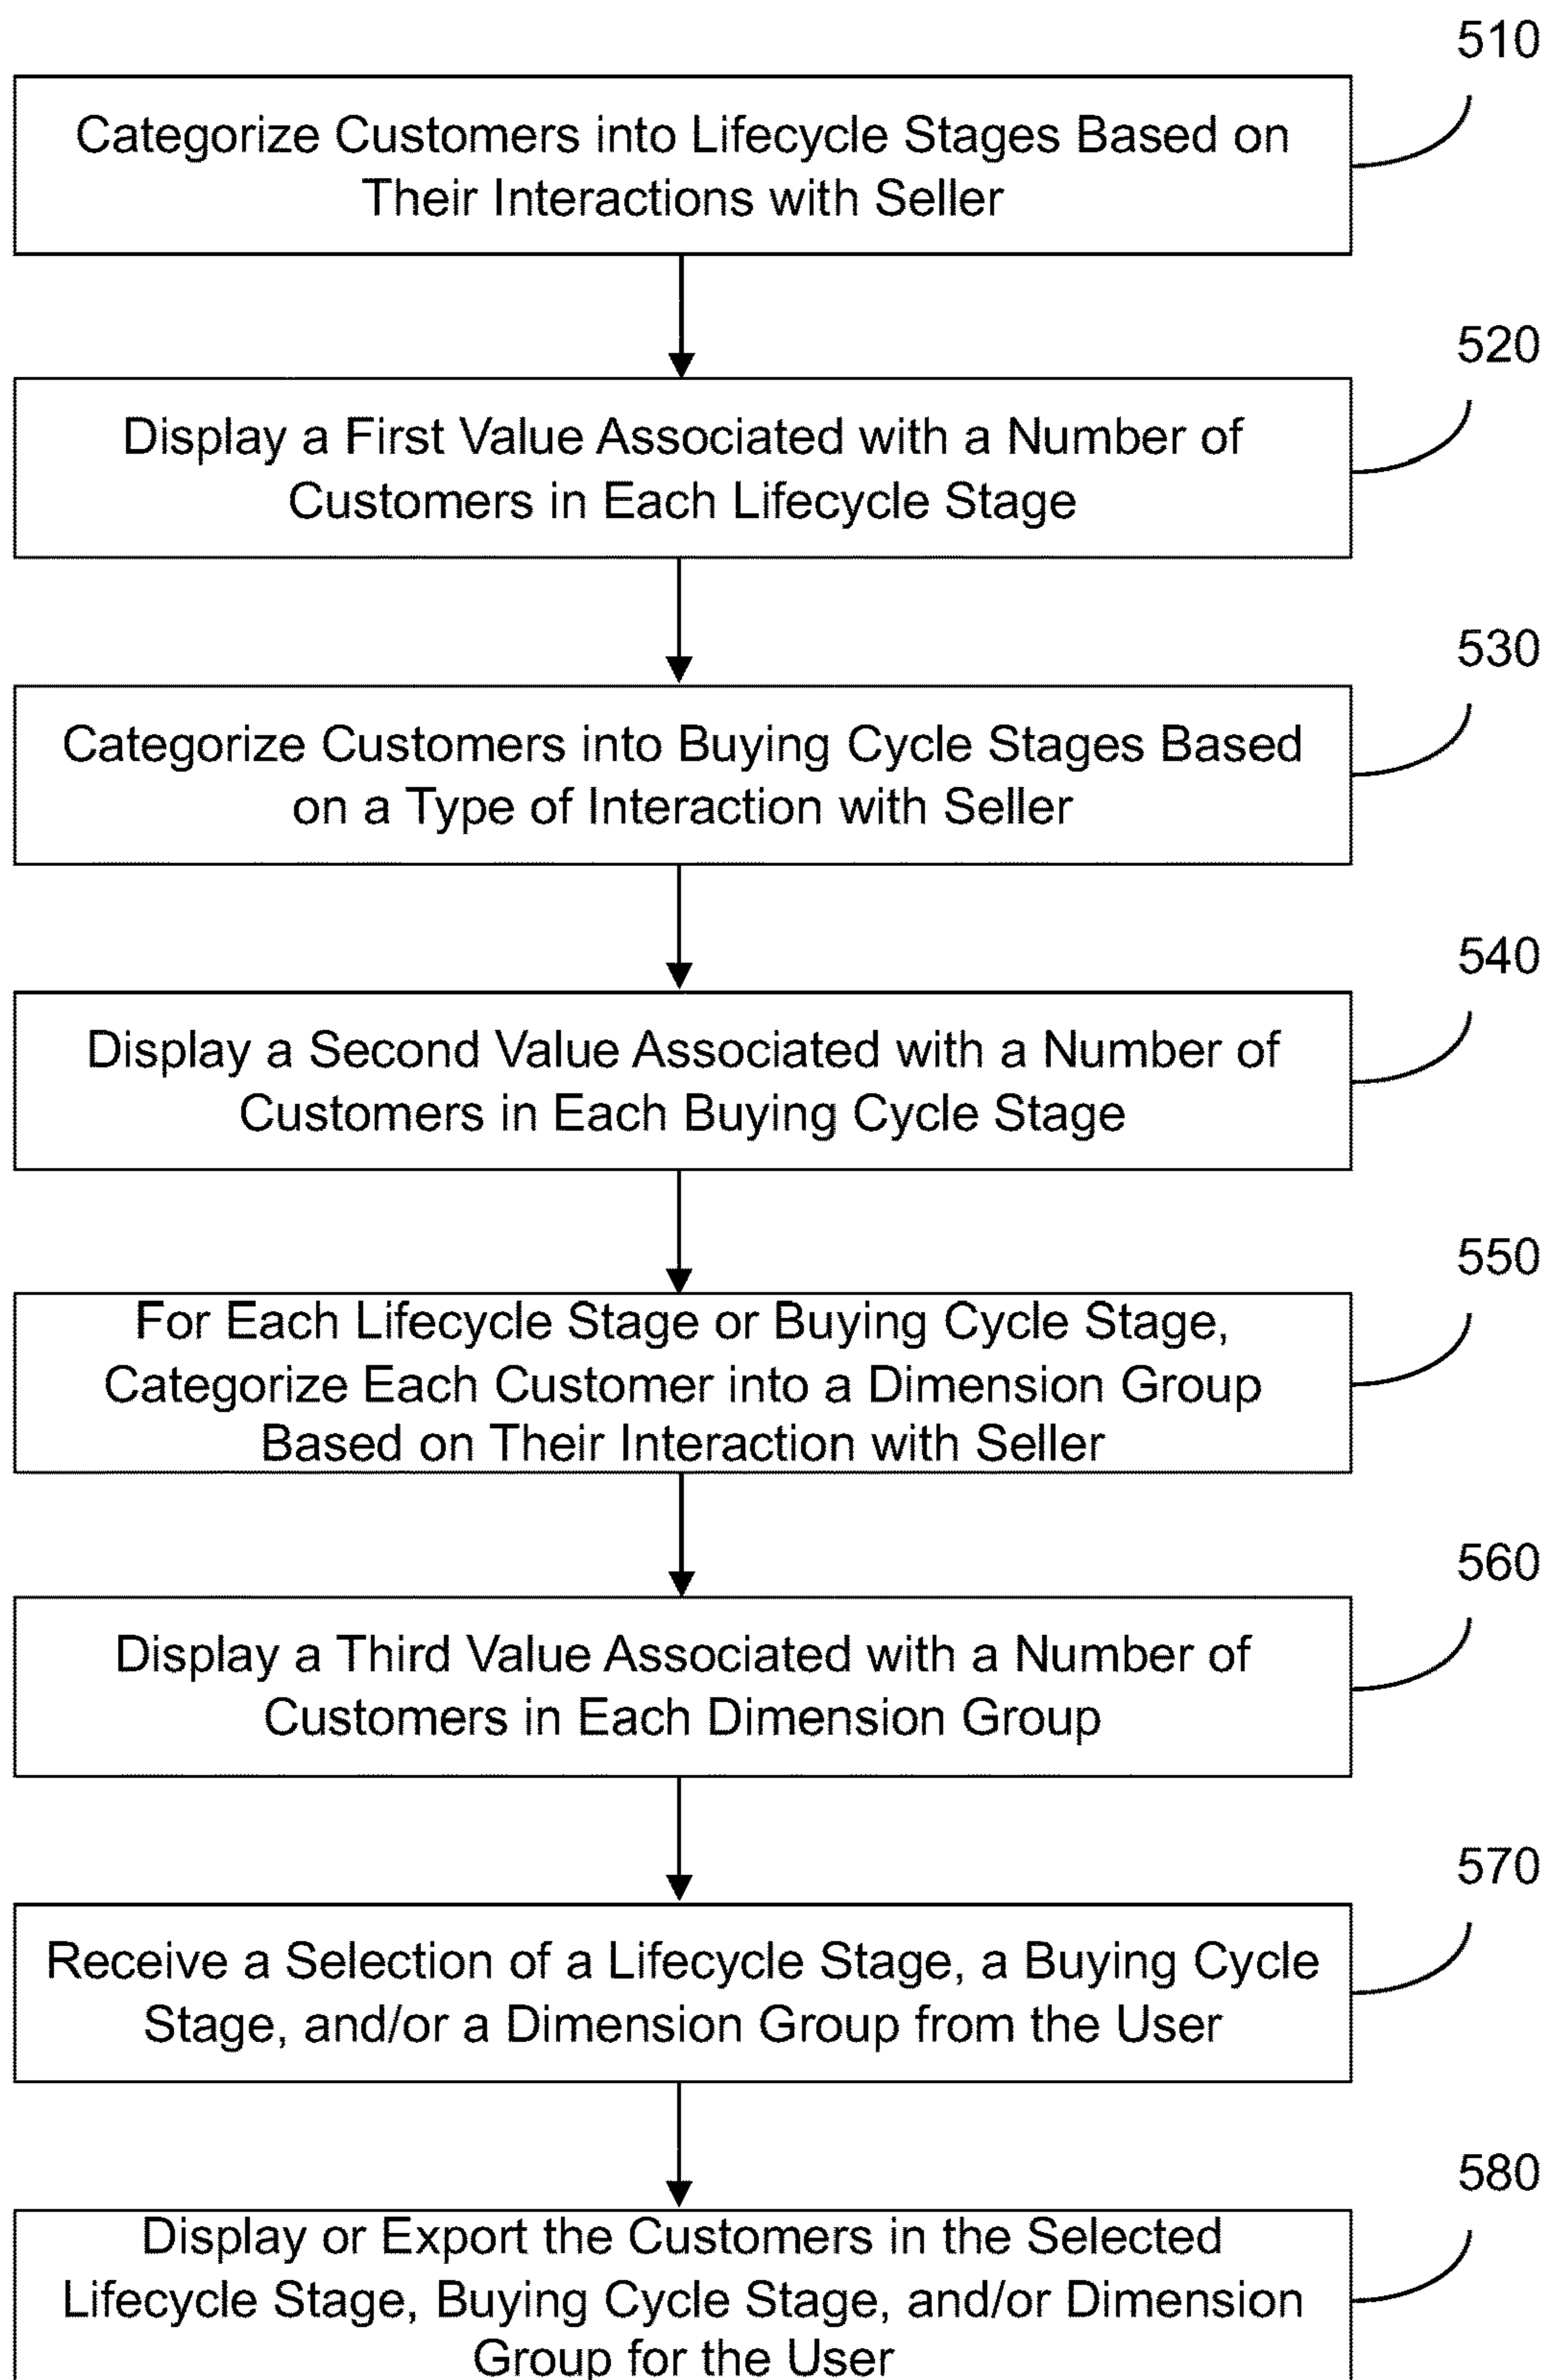 510
Categorize Customers into Lifecycle Stages Based on
Their Interactions with Seller
520
Display a First Value Associated with a Number of
Customers in Each Lifecycle Stage
530
Categorize Customers into Buying Cycle Stages Based
on a Type of Interaction with Seller
540
Display a Second Value Associated with a Number of
Customers in Each Buying Cycle Stage
550
For Each Lifecycle Stage or Buying Cycle Stage,
Categorize Each Customer into a Dimension Group
Based on Their Interaction with Seller
560
Display a Third Value Associated with a Number of
Customers in Each Dimension Group
570
Receive a Selection of a Lifecycle Stage, a Buying Cycle
Stage, and/or a Dimension Group from the User
580
Display or Export the Customers in the Selected
Lifecycle Stage, Buying Cycle Stage, and/or Dimension
Group for the User